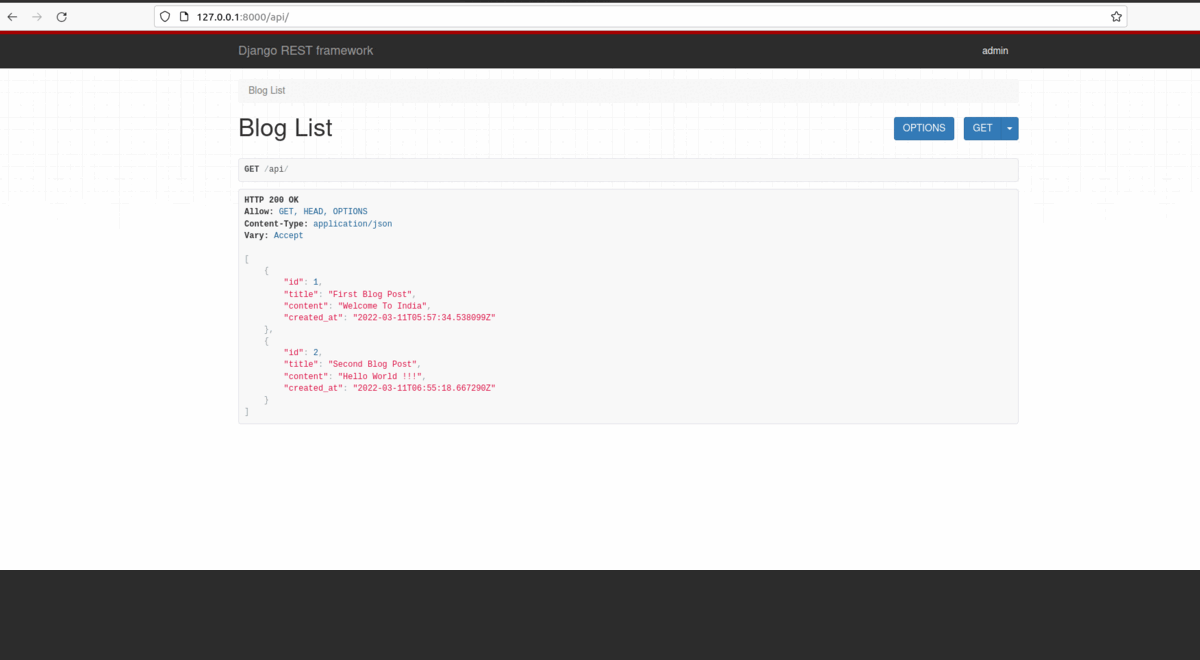 127.0.0.1:8000/api/
Django REST framework admin
Blog List
Blog List OPTIONS GET
GET /api/
HTTP 200 OK
Allow: GET, HEAD, OPTIONS
Content-Type: application/json
Vary: Accept
[
    {
        "id": 1,
        "title": "First Blog Post",
        "content": "Welcome To India",
        "created_at": "2022-03-11T05:57:34.538099Z"
    },
    {
        "id": 2,
        "title": "Second Blog Post",
        "content": "Hello World !!!",
        "created_at": "2022-03-11T06:55:18.667290Z"
    }
]